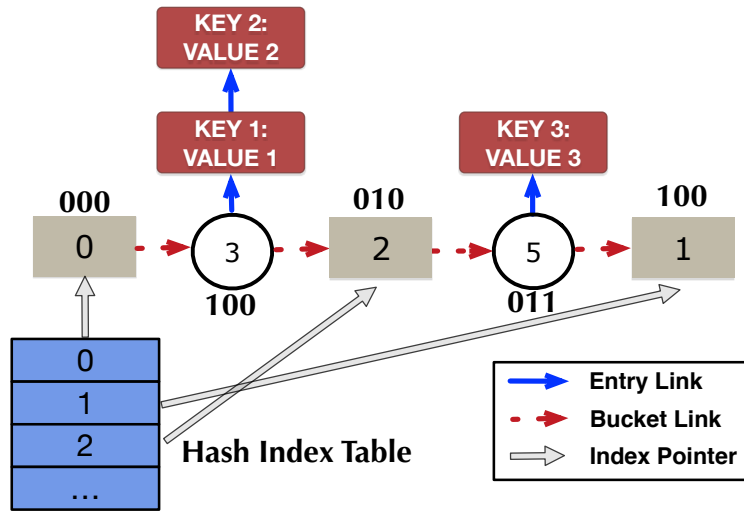 KEY 2:
VALUE 2
KEY 1:
VALUE 1
KEY 3:
VALUE 3
000
010
100
0
3
2
5
1
100
011
0
1
2
...
Hash Index Table
Entry Link
Bucket Link
Index Pointer